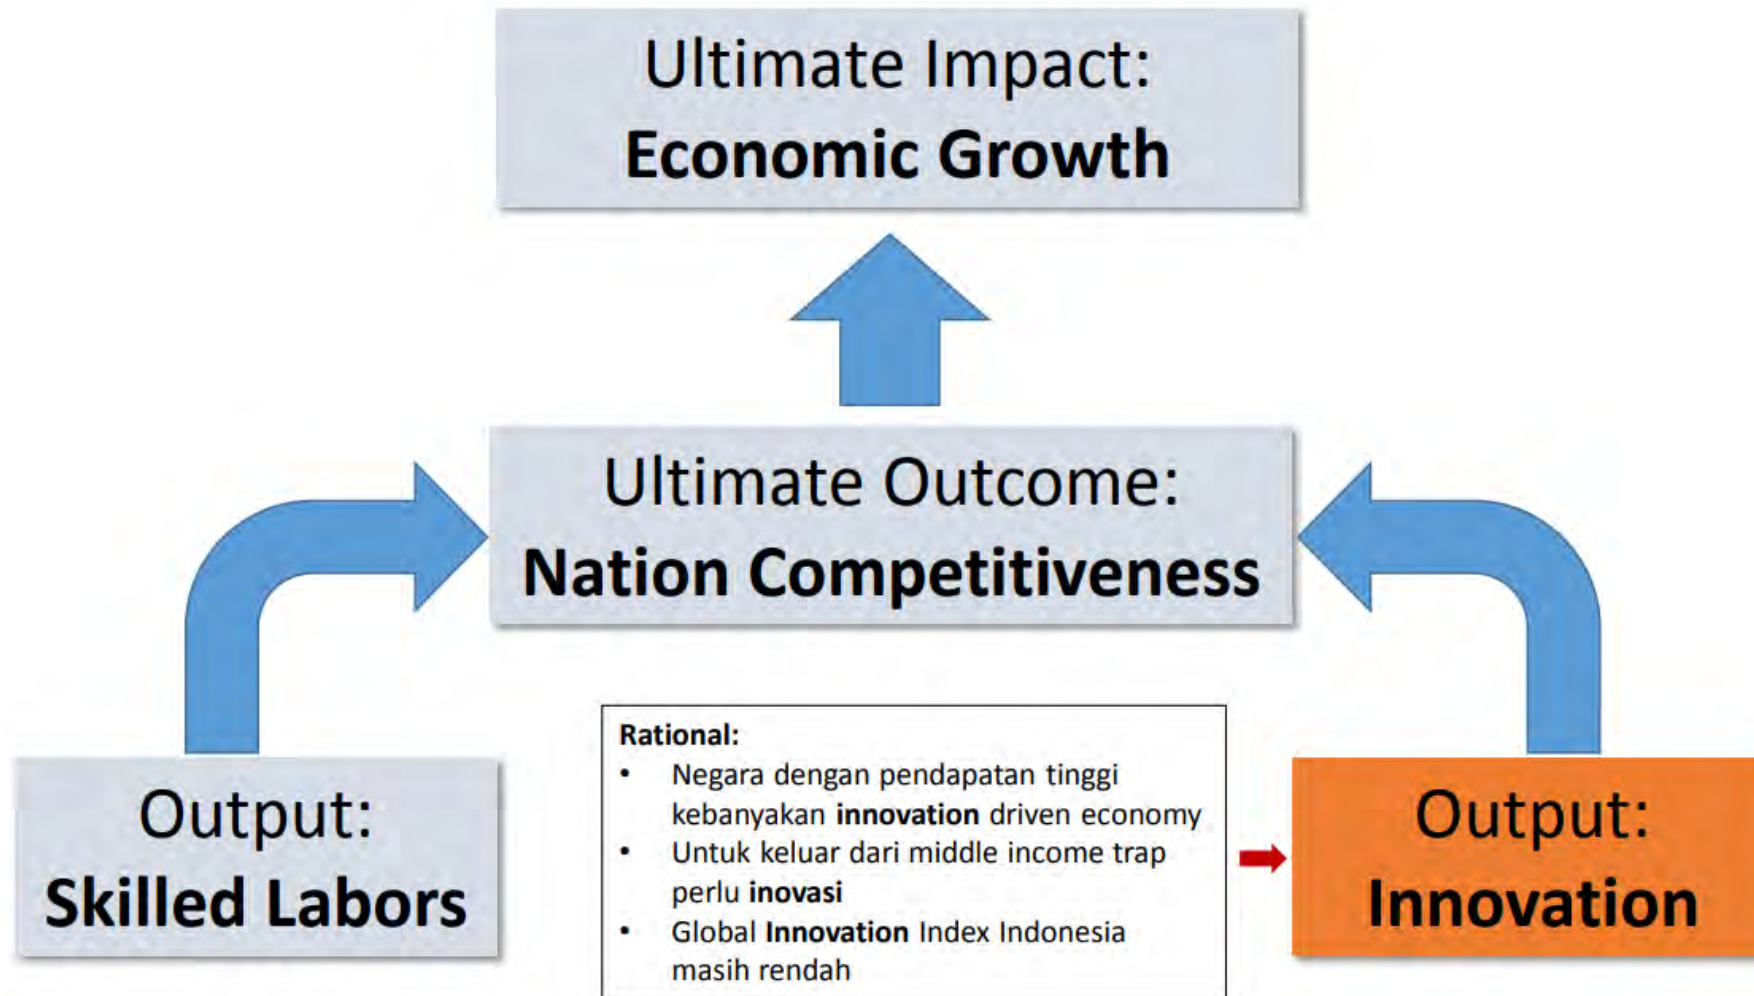 Ultimate Impact:
Economic Growth
Ultimate Outcome:
Nation Competitiveness
Output:
Skilled Labors
Rational:
• Negara dengan pendapatan tinggi
kebanyakan innovation driven economy
• Untuk keluar dari middle income trap
perlu inovasi
• Global Innovation Index Indonesia
masih rendah
Output:
Innovation